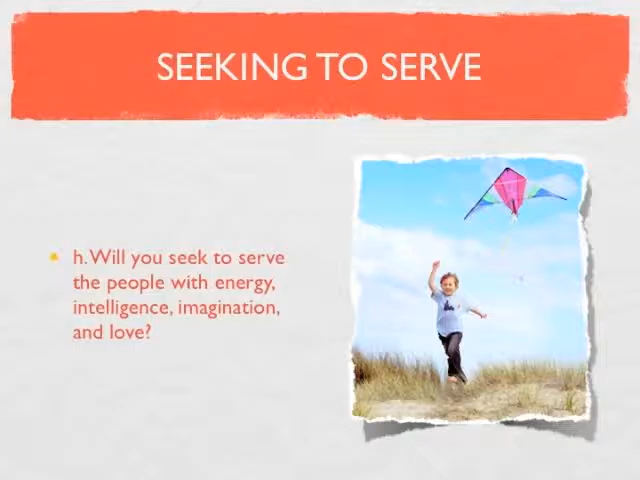 SEEKING TO SERVE
h. Will you seek to serve
the people with energy,
intelligence, imagination,
and love?